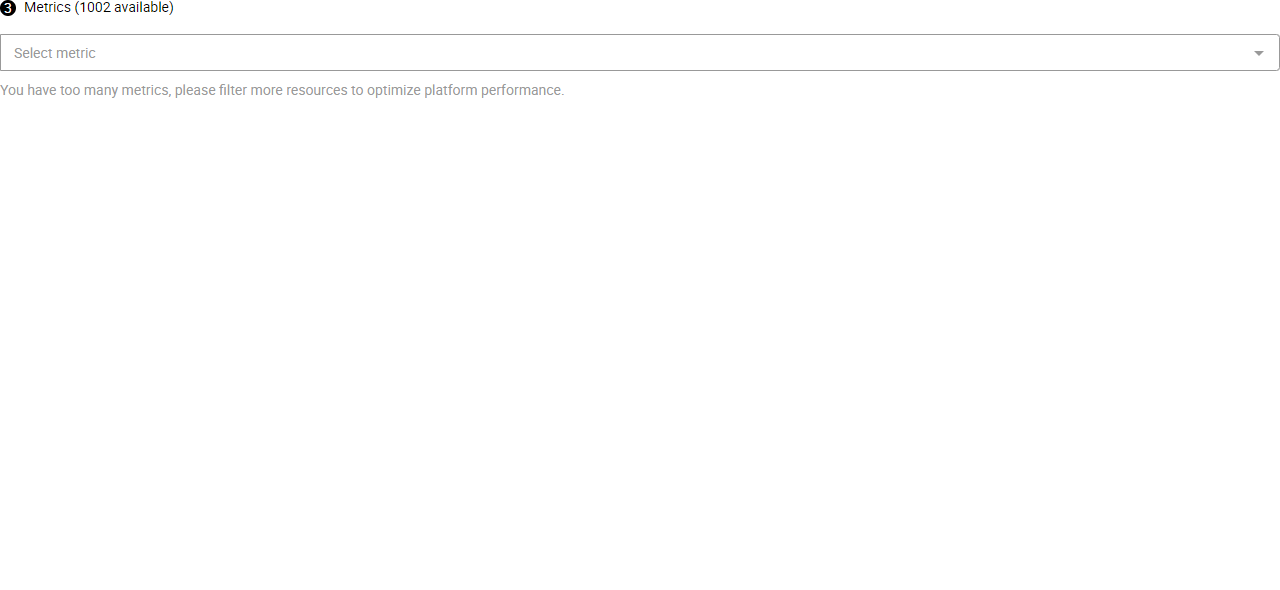 3 Metrics (1002 available)
Select metric
You have too many metrics, please filter more resources to optimize platform performance.